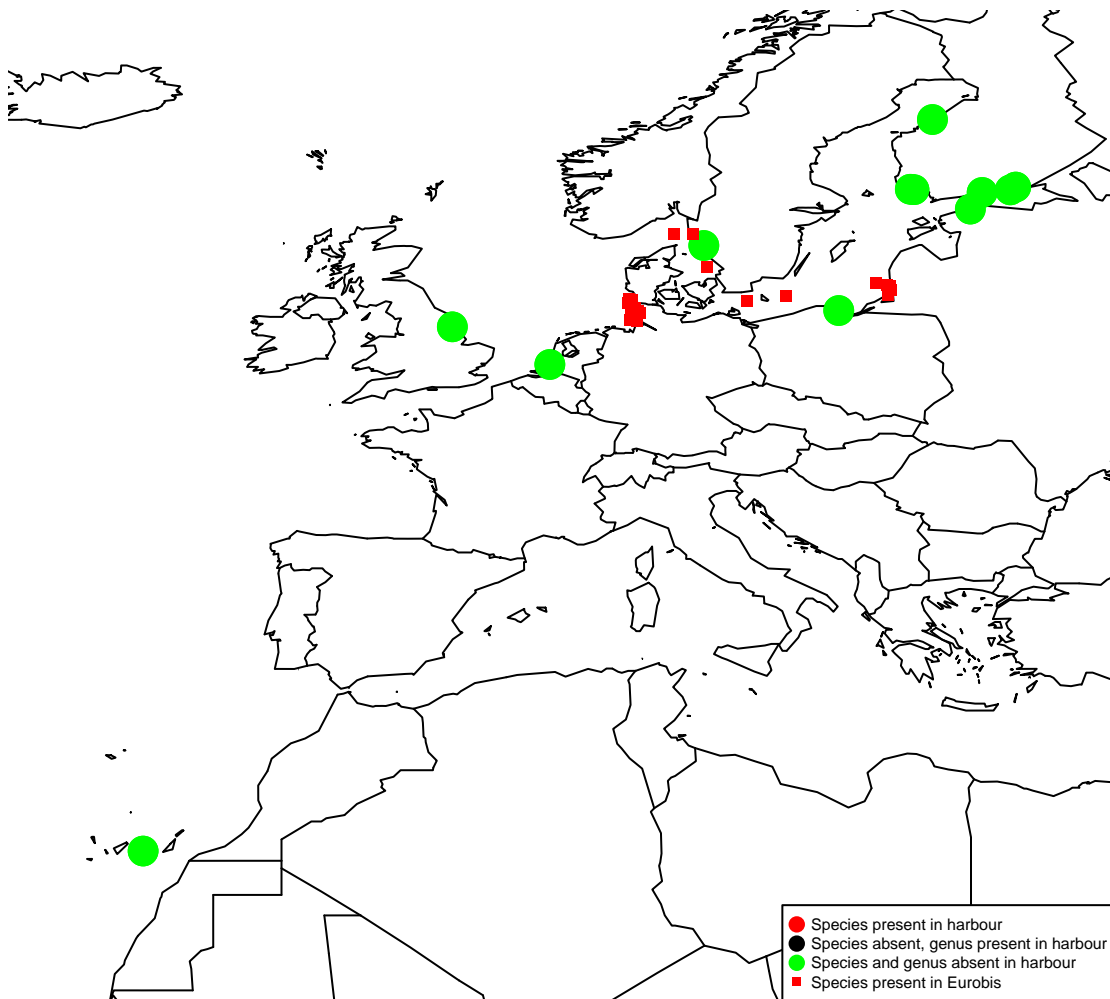 Species present in harbour
Species absent, genus present in harbour
Species and genus absent in harbour
Species present in Eurobis